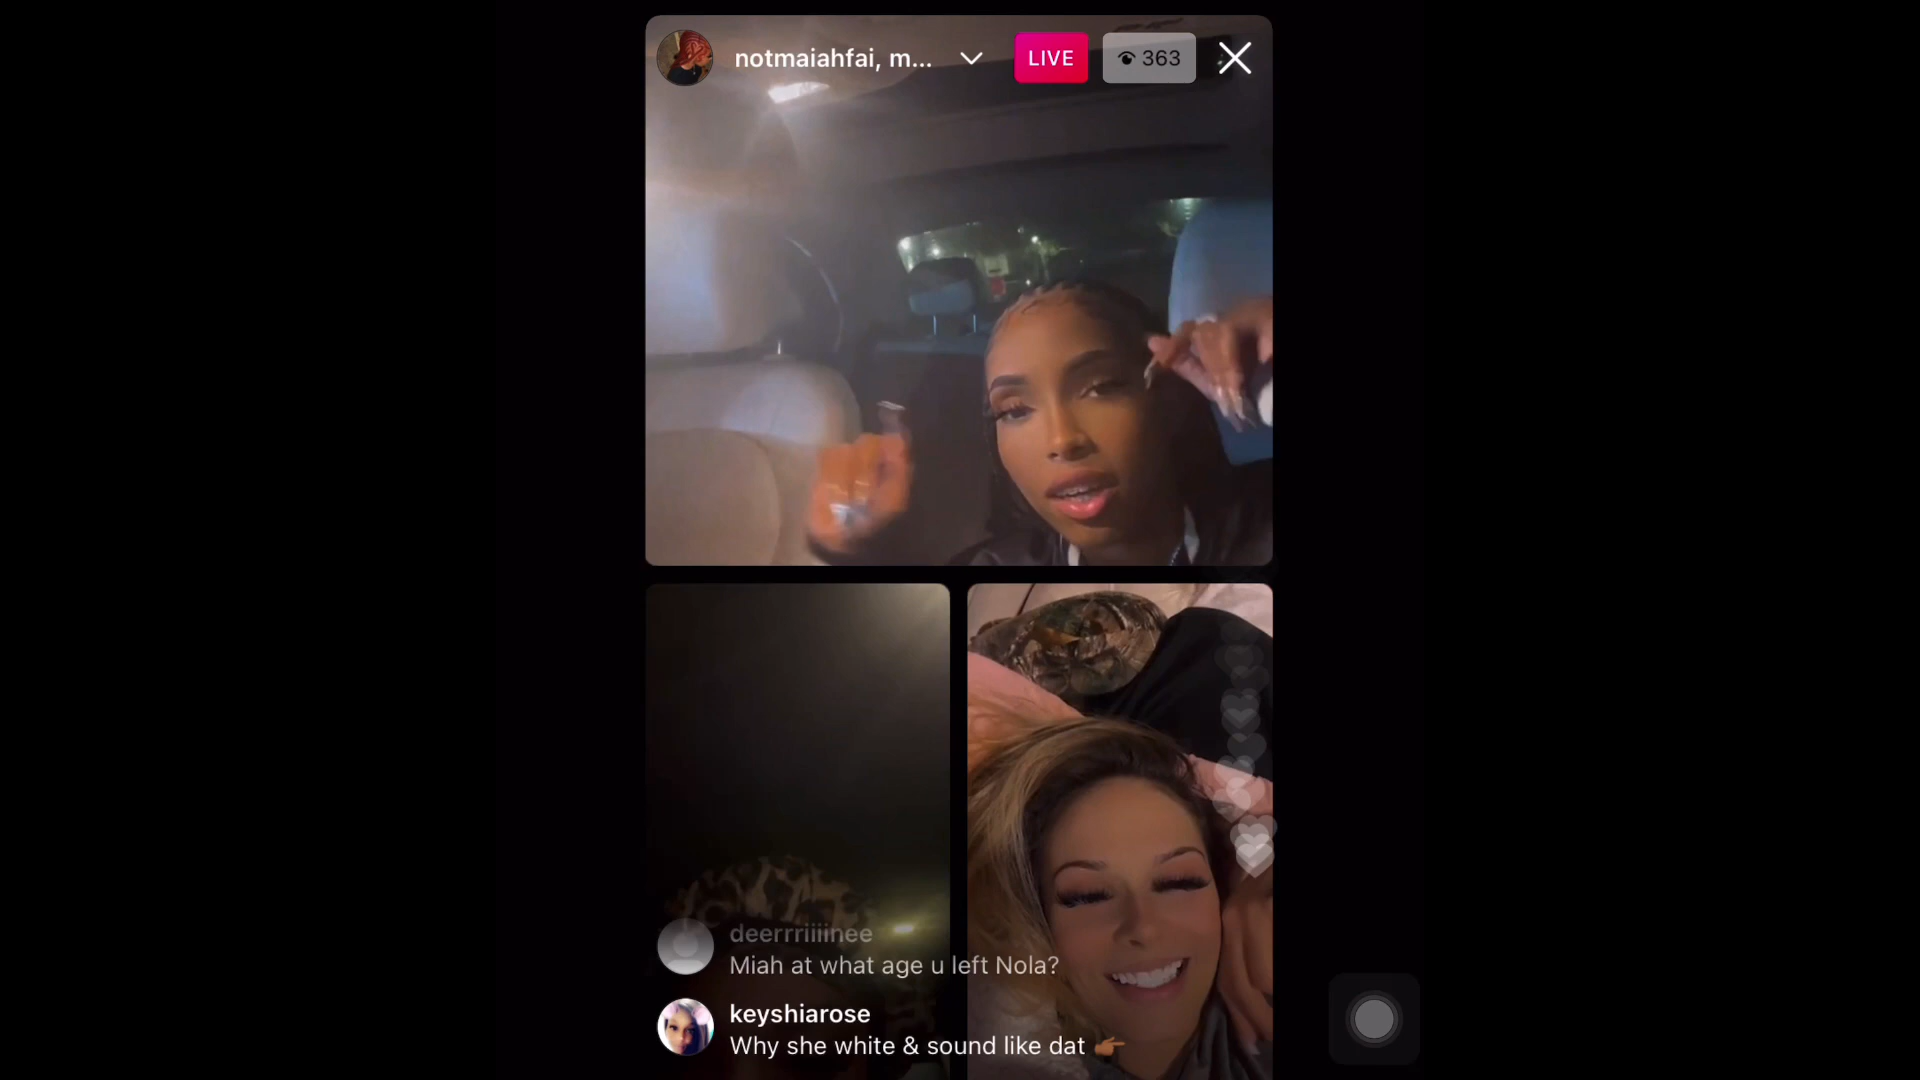 notmaiahfai, m... LIVE 363
deerrriiiinee
Miah at what age u left Nola?
keyshiarose
Why she white & sound like dat 👉🏾